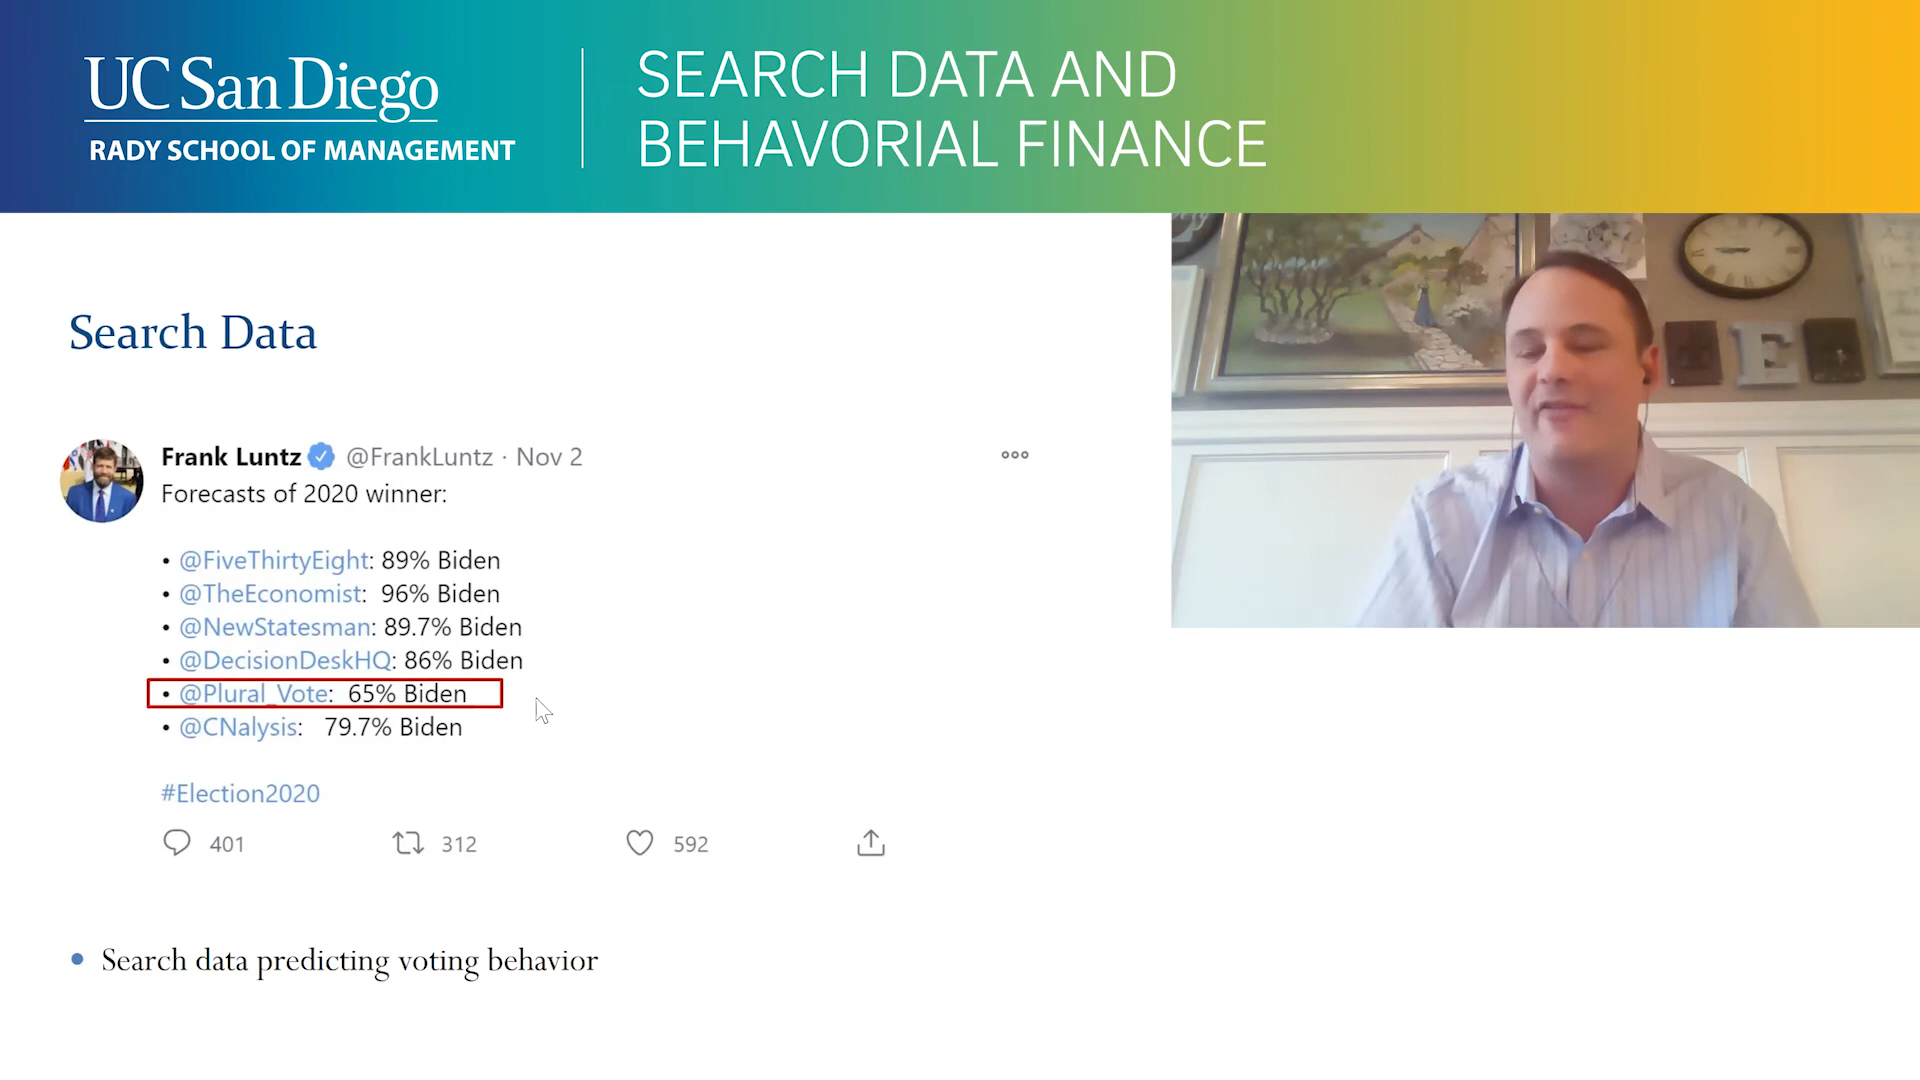 UC San Diego
RADY SCHOOL OF MANAGEMENT
SEARCH DATA AND
BEHAVORIAL FINANCE
Search Data
Frank Luntz @FrankLuntz · Nov 2
Forecasts of 2020 winner:
• @FiveThirtyEight: 89% Biden
• @TheEconomist: 96% Biden
• @NewStatesman: 89.7% Biden
• @DecisionDeskHQ: 86% Biden
• @Plural_Vote: 65% Biden
• @CNalysis: 79.7% Biden
#Election2020
401 312 592
• Search data predicting voting behavior